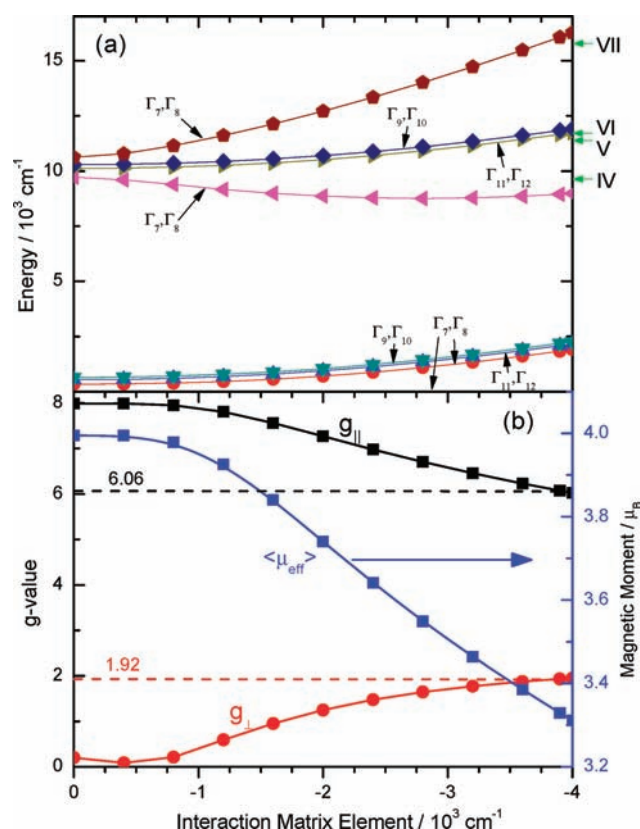 (a)
15
10
5
Energy / 10³ cm⁻¹
Γ₇,Γ₈
Γ₉,Γ₁₀
Γ₁₁,Γ₁₂
Γ₇,Γ₈
Γ₉,Γ₁₀
Γ₇,Γ₈
Γ₁₁,Γ₁₂
VII
VI
V
IV
(b)
8
6
4
2
0
g-value
g||
6.06
<μeff>
1.92
g⊥
4.0
3.8
3.6
3.4
3.2
Magnetic Moment / μB
0 -1 -2 -3 -4
Interaction Matrix Element / 10³ cm⁻¹